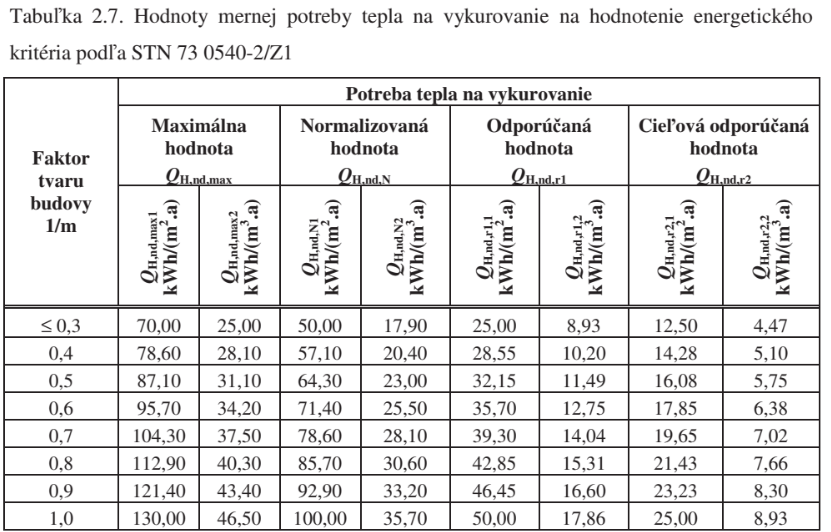 Tabuľka 2.7. Hodnoty mernej potreby tepla na vykurovanie na hodnotenie energetického
kritéria podľa STN 73 0540-2/Z1
Faktor tvaru budovy 1/m
Potreba tepla na vykurovanie
Maximálna hodnota Q_H,nd,max
Normalizovaná hodnota Q_H,nd,N
Odporúčaná hodnota Q_H,nd,r1
Cieľová odporúčaná hodnota Q_H,nd,r2
Q_H,nd,max1 kWh/(m².a)
Q_H,nd,max2 kWh/(m³.a)
Q_H,nd,N1 kWh/(m².a)
Q_H,nd,N2 kWh/(m³.a)
Q_H,nd,r1,1 kWh/(m².a)
Q_H,nd,r1,2 kWh/(m³.a)
Q_H,nd,r2,1 kWh/(m².a)
Q_H,nd,r2,2 kWh/(m³.a)
≤ 0,3 70,00 25,00 50,00 17,90 25,00 8,93 12,50 4,47
0,4 78,60 28,10 57,10 20,40 28,55 10,20 14,28 5,10
0,5 87,10 31,10 64,30 23,00 32,15 11,49 16,08 5,75
0,6 95,70 34,20 71,40 25,50 35,70 12,75 17,85 6,38
0,7 104,30 37,50 78,60 28,10 39,30 14,04 19,65 7,02
0,8 112,90 40,30 85,70 30,60 42,85 15,31 21,43 7,66
0,9 121,40 43,40 92,90 33,20 46,45 16,60 23,23 8,30
1,0 130,00 46,50 100,00 35,70 50,00 17,86 25,00 8,93